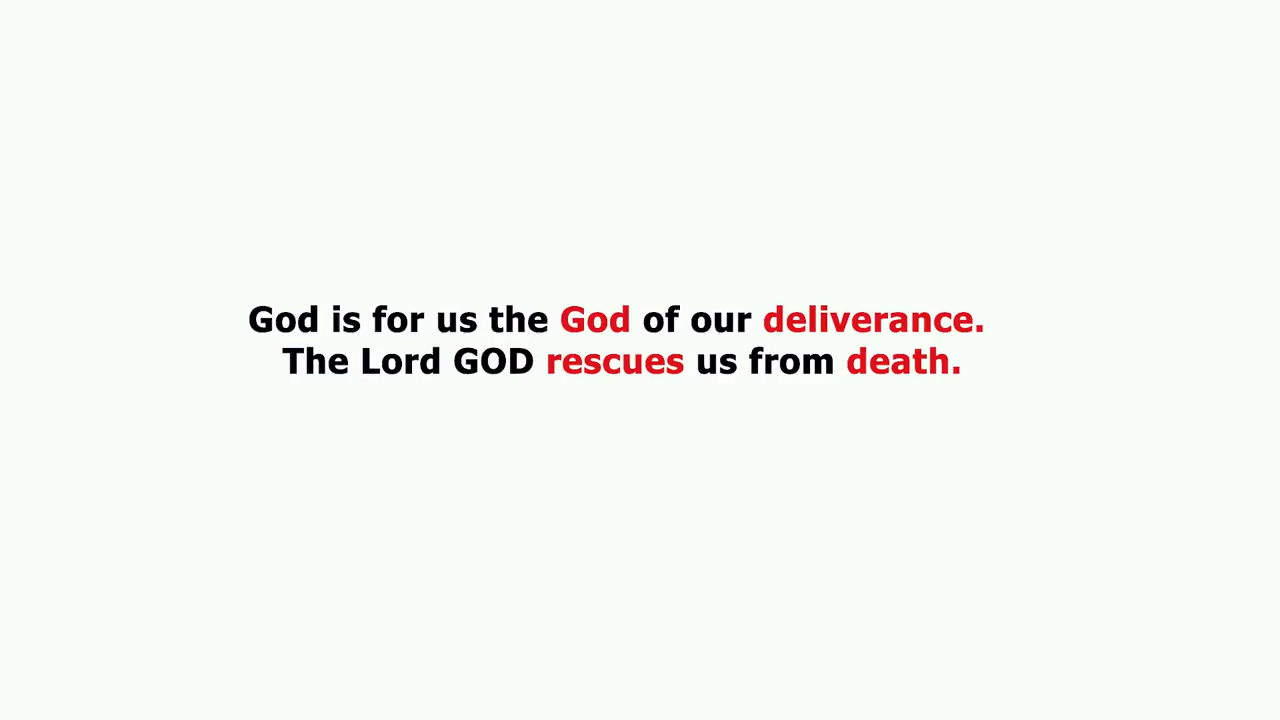 God is for us the God of our deliverance.
The Lord GOD rescues us from death.